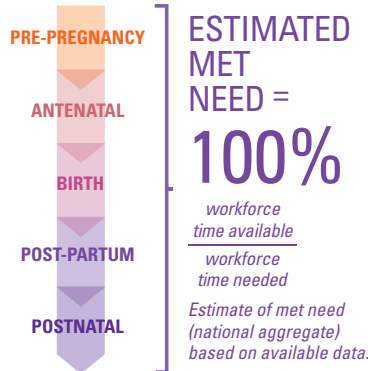 PRE-PREGNANCY
ANTENATAL
BIRTH
POST-PARTUM
POSTNATAL
ESTIMATED
MET
NEED =
100%
workforce
time available
workforce
time needed
Estimate of met need
(national aggregate)
based on available data.